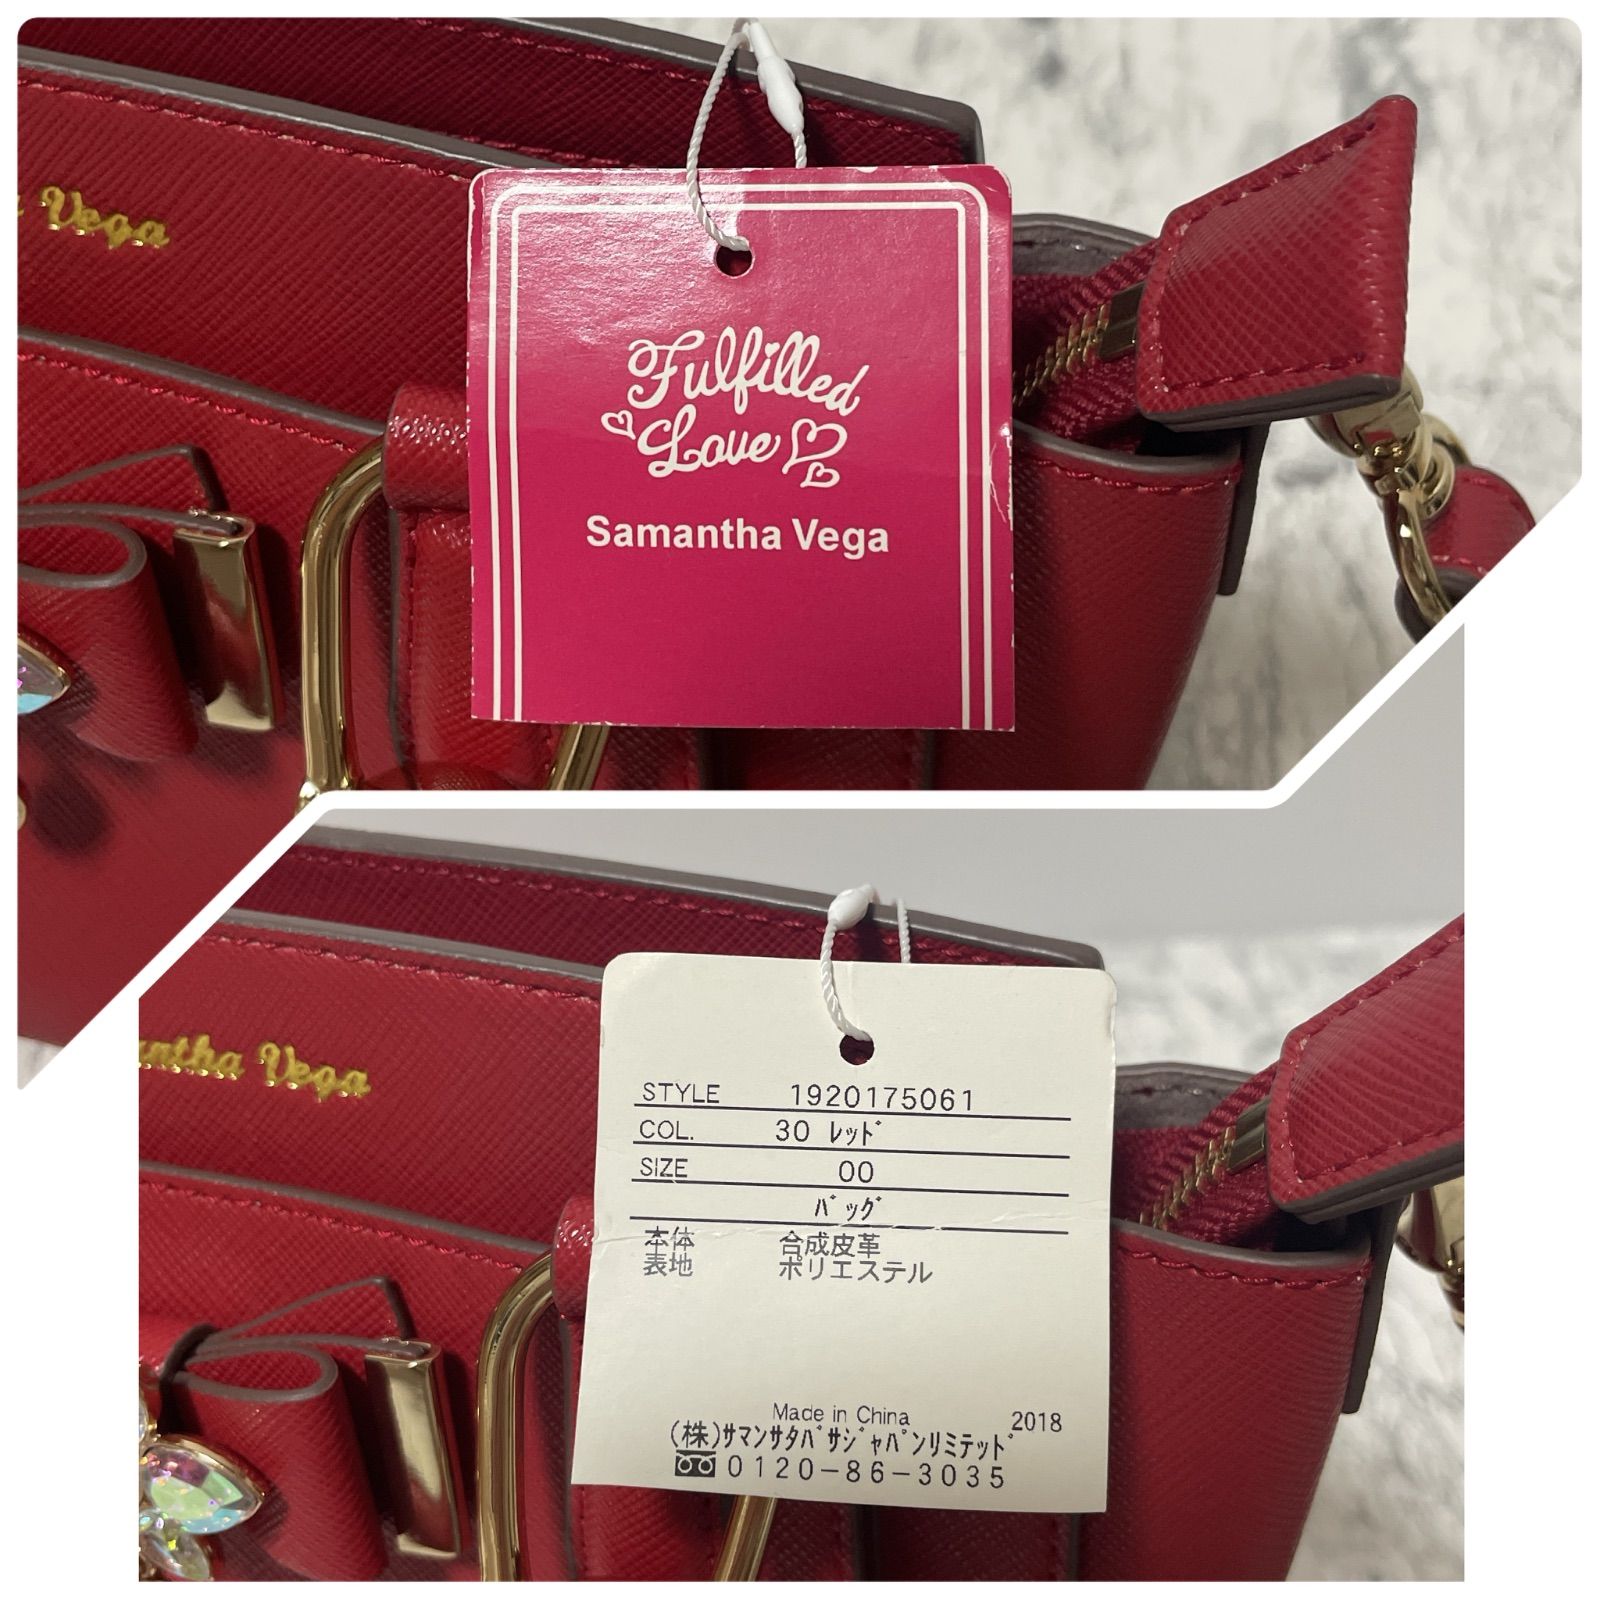 Vega
Fulfilled
Love
Samantha Vega
antha Vega
STYLE 1920175061
COL. 30 ﾚｯﾄﾞ
SIZE 00
ﾊﾞｯｸﾞ
本体 合成皮革
表地 ポリエステル
Made in China 2018
(株)ｻﾏﾝｻﾀﾊﾞｻｼﾞｬﾊﾟﾝﾘﾐﾃｯﾄﾞ
0120-86-3035